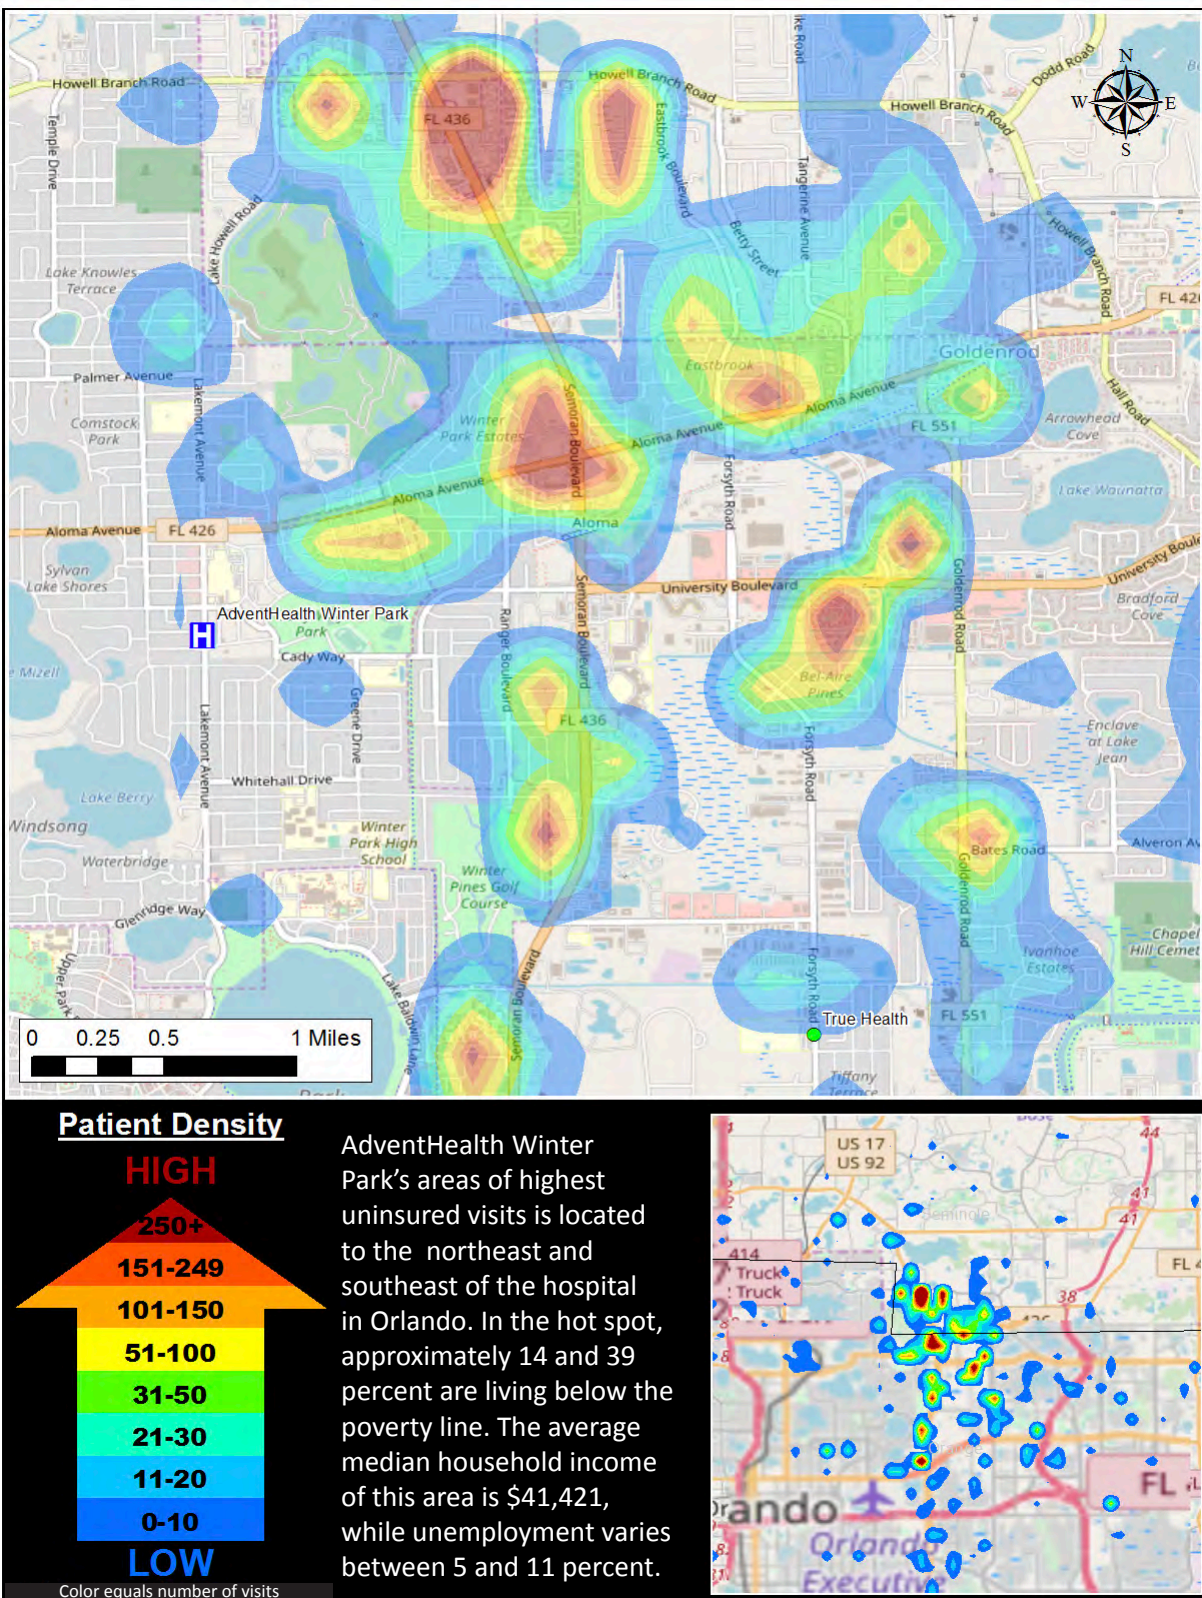 Howell Branch Road
FL 436
Howell Branch Road
Dodd Road
Howell Branch Road
N
W E
S
Temple Drive
Eastbrook Boulevard
Tangerine Avenue
Lake Howell Road
Betty Street
Howell Branch Road
Lake Knowles
Terrace
FL 426
Goldenrod
Palmer Avenue
Eastbrook
Lakemont Avenue
Semoran Boulevard
Aloma Avenue
Hall Road
Comstock
Park
Winter
Park Estates
Aloma Avenue
FL 551
Arrowhead
Cove
Aloma Avenue
Forsyth Road
Lake Waunatta
Aloma Avenue
FL 426
Aloma
Sylvan
Lake Shores
University Boulevard
Goldenrod Road
Bradford
Cove
AdventHealth Winter Park
H
Park
Ranger Boulevard
Semoran Boulevard
Cady Way
e Mizell
Greene Drive
Bel-Aire
Pines
Lakemont Avenue
FL 436
Forsyth Road
Enclave
at Lake
Jean
Whitehall Drive
Lake Berry
Windsong
Winter
Park High
School
Bates Road
Alveron Av
Waterbridge
Winter
Pines Golf
Course
Goldenrod Road
Glenridge Way
Chapel
Hill Cemet
Ivanhoe
Estates
Semoran Boulevard
Forsyth Road
Lake Baldwin Lane
FL 551
True Health
0 0.25 0.5 1 Miles
Tiffany
Terrace
Park
Patient Density
HIGH
250+
151-249
101-150
51-100
31-50
21-30
11-20
0-10
LOW
Color equals number of visits
AdventHealth Winter
Park’s areas of highest
uninsured visits is located
to the northeast and
southeast of the hospital
in Orlando. In the hot spot,
approximately 14 and 39
percent are living below the
poverty line. The average
median household income
of this area is $41,421,
while unemployment varies
between 5 and 11 percent.
US 17
US 92
44
41
41
Seminole
414
Truck
Truck
FL 4
38
Orange
FL
ando
Orlando
Executive